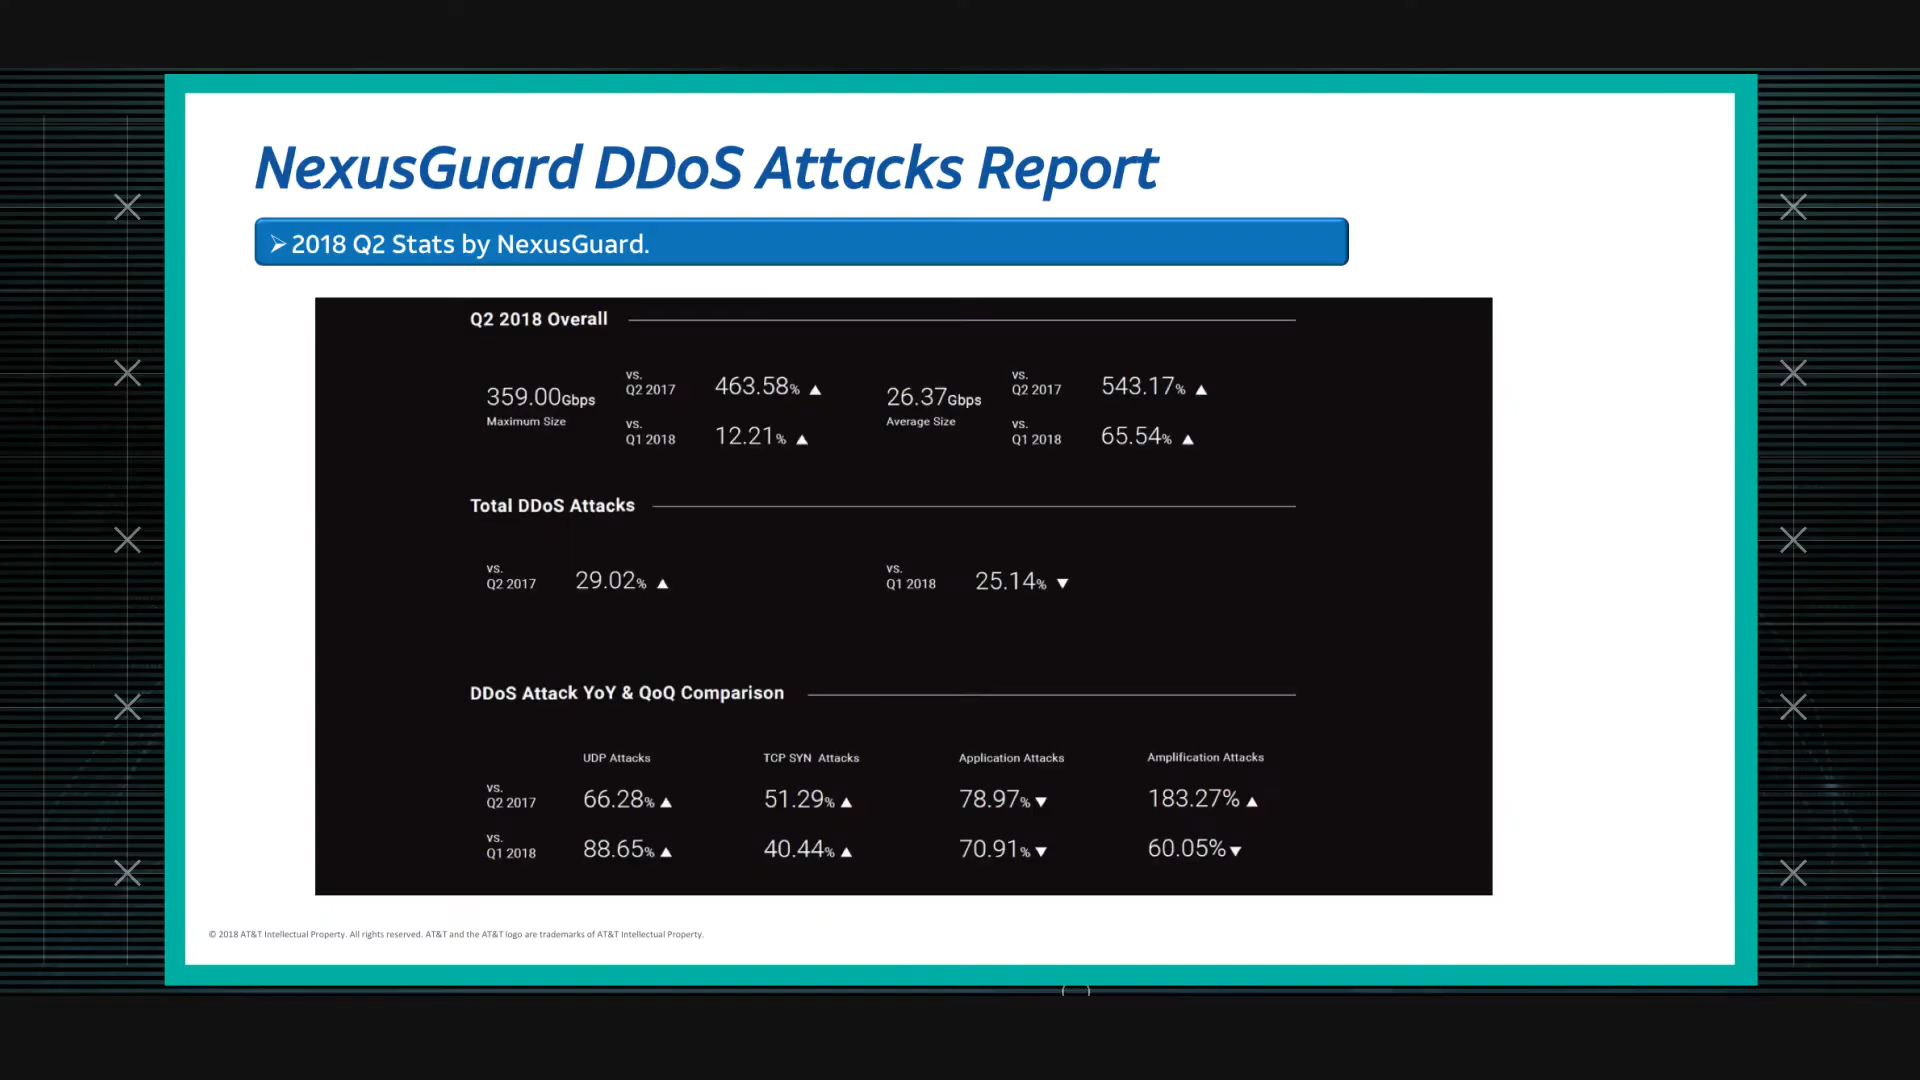 NexusGuard DDoS Attacks Report
➢ 2018 Q2 Stats by NexusGuard.
Q2 2018 Overall
359.00Gbps
Maximum Size
vs.
Q2 2017
463.58% ▲
vs.
Q1 2018
12.21% ▲
26.37Gbps
Average Size
vs.
Q2 2017
543.17% ▲
vs.
Q1 2018
65.54% ▲
Total DDoS Attacks
vs.
Q2 2017
29.02% ▲
vs.
Q1 2018
25.14% ▼
DDoS Attack YoY & QoQ Comparison
UDP Attacks TCP SYN Attacks Application Attacks Amplification Attacks
vs.
Q2 2017 66.28% ▲ 51.29% ▲ 78.97% ▼ 183.27% ▲
vs.
Q1 2018 88.65% ▲ 40.44% ▲ 70.91% ▼ 60.05% ▼
© 2018 AT&T Intellectual Property. All rights reserved. AT&T and the AT&T logo are trademarks of AT&T Intellectual Property.